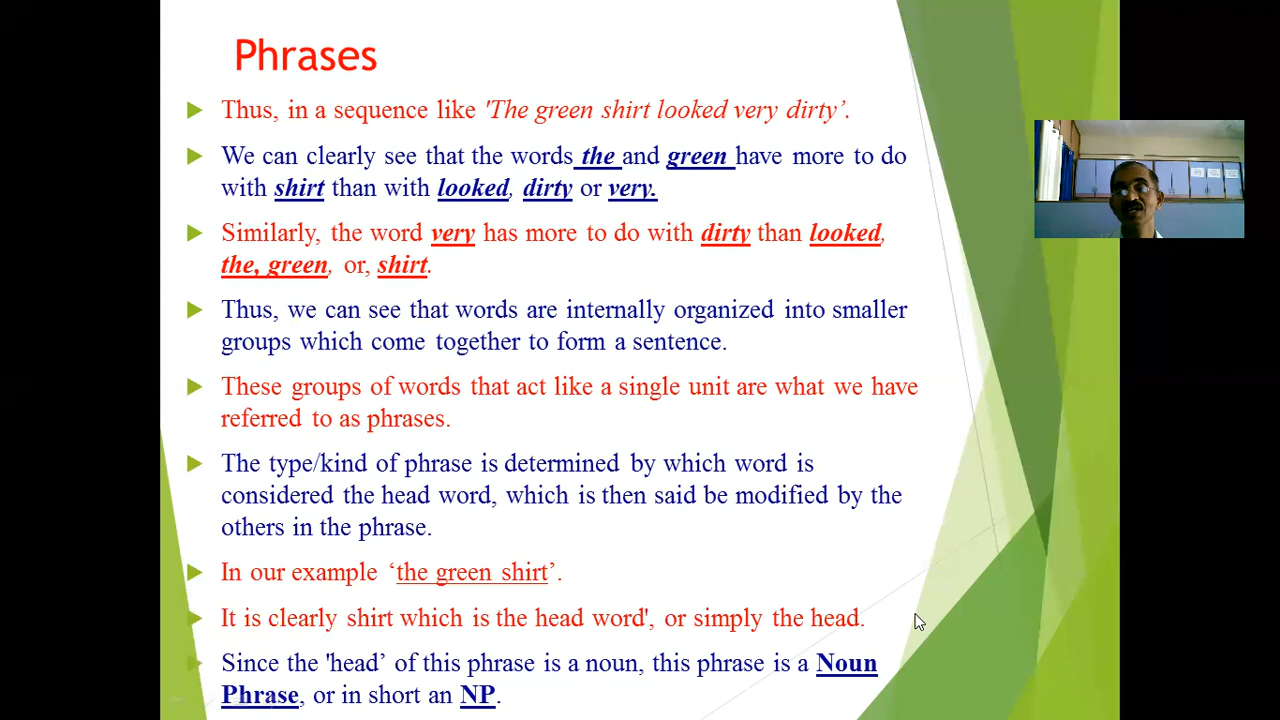 Phrases
Thus, in a sequence like 'The green shirt looked very dirty’.
We can clearly see that the words the and green have more to do
with shirt than with looked, dirty or very.
Similarly, the word very has more to do with dirty than looked,
the, green, or, shirt.
Thus, we can see that words are internally organized into smaller
groups which come together to form a sentence.
These groups of words that act like a single unit are what we have
referred to as phrases.
The type/kind of phrase is determined by which word is
considered the head word, which is then said be modified by the
others in the phrase.
In our example ‘the green shirt’.
It is clearly shirt which is the head word', or simply the head.
Since the 'head’ of this phrase is a noun, this phrase is a Noun
Phrase, or in short an NP.